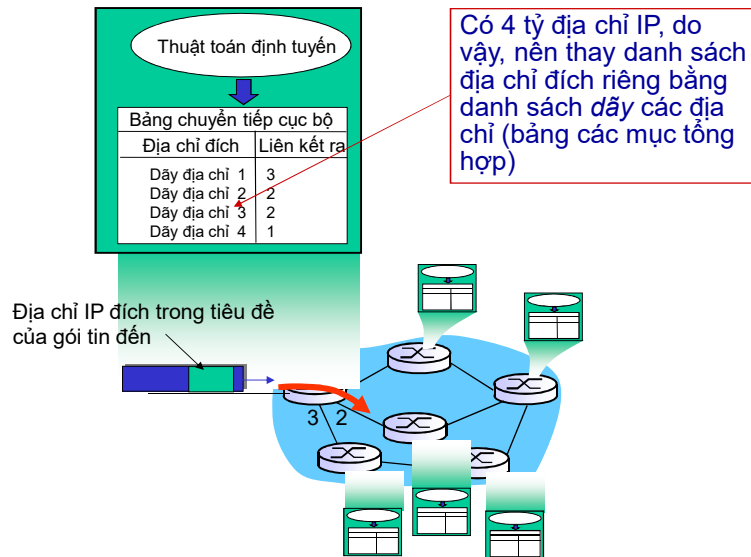 Thuật toán định tuyến
Bảng chuyển tiếp cục bộ
Địa chỉ đích Liên kết ra
Dãy địa chỉ 1 3
Dãy địa chỉ 2 2
Dãy địa chỉ 3 2
Dãy địa chỉ 4 1
Có 4 tỷ địa chỉ IP, do
vậy, nên thay danh sách
địa chỉ đích riêng bằng
danh sách dãy các địa
chỉ (bảng các mục tổng
hợp)
Địa chỉ IP đích trong tiêu đề
của gói tin đến
3 2